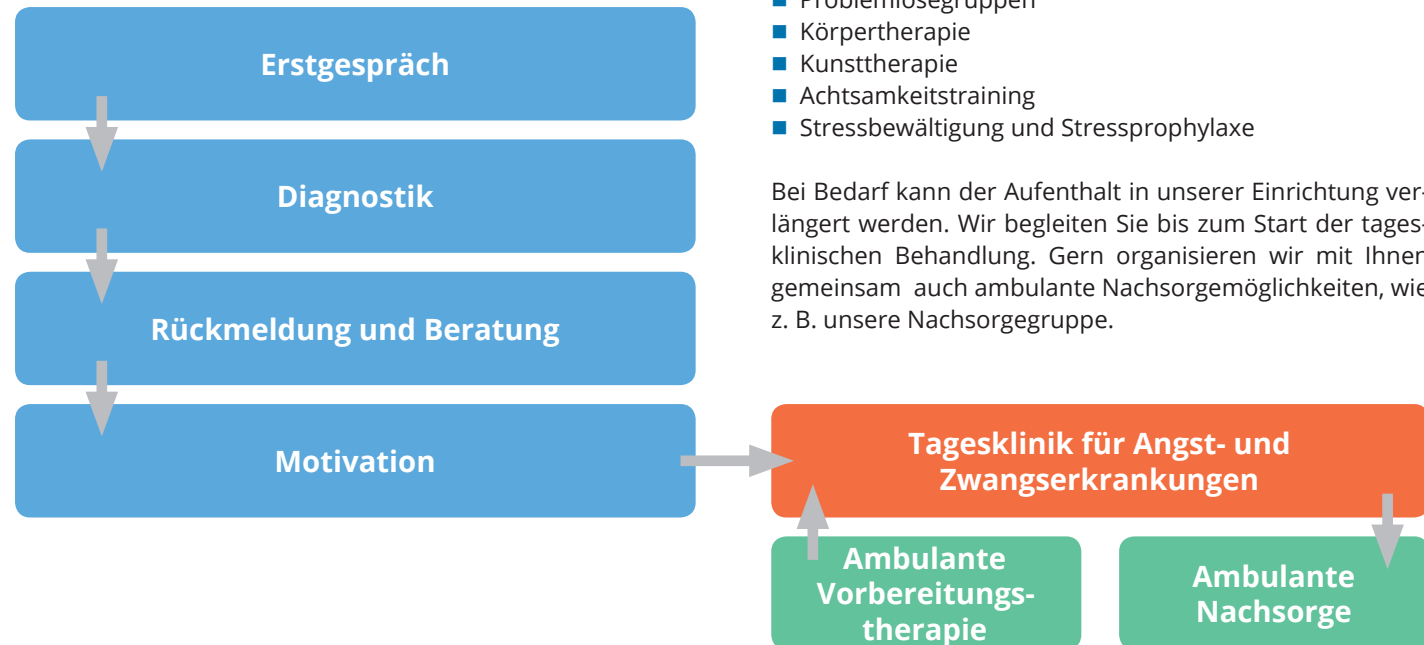 Erstgespräch
Diagnostik
Rückmeldung und Beratung
Motivation
Problemlösegruppen
Körpertherapie
Kunsttherapie
Achtsamkeitstraining
Stressbewältigung und Stressprophylaxe
Bei Bedarf kann der Aufenthalt in unserer Einrichtung ver-
längert werden. Wir begleiten Sie bis zum Start der tages-
klinischen Behandlung. Gern organisieren wir mit Ihnen
gemeinsam auch ambulante Nachsorgemöglichkeiten, wie
z. B. unsere Nachsorgegruppe.
Tagesklinik für Angst- und
Zwangserkrankungen
Ambulante
Vorbereitungs-
therapie
Ambulante
Nachsorge